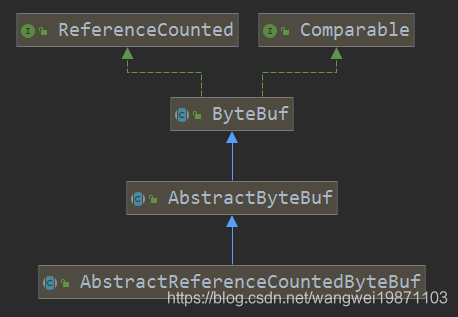 ReferenceCounted
Comparable
ByteBuf
AbstractByteBuf
AbstractReferenceCountedByteBuf
https://blog.csdn.net/wangwei19871103